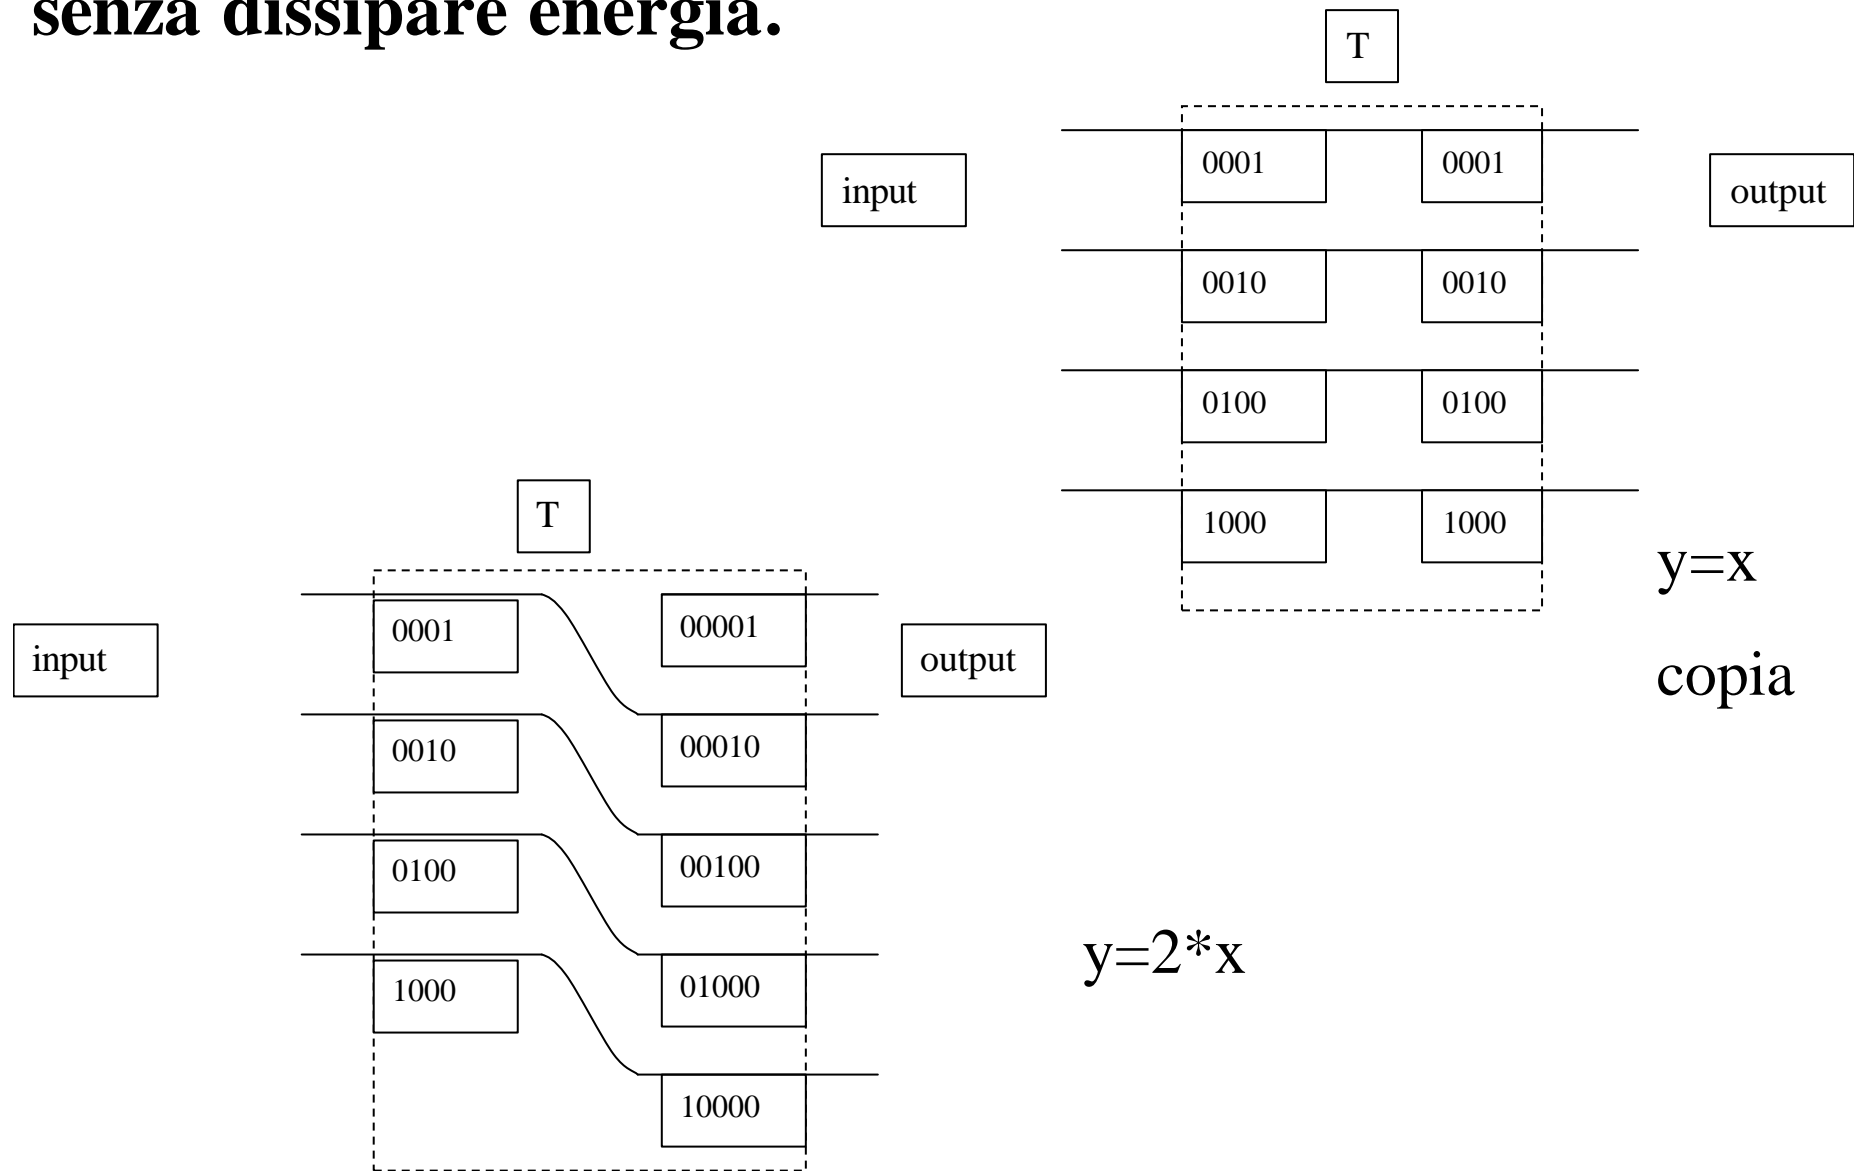 senza dissipare energia.
T
input
0001 0001
output
0010 0010
0100 0100
1000 1000
y=x
copia
T
input
0001 00001
output
0010 00010
0100 00100
1000 01000
10000
y=2*x